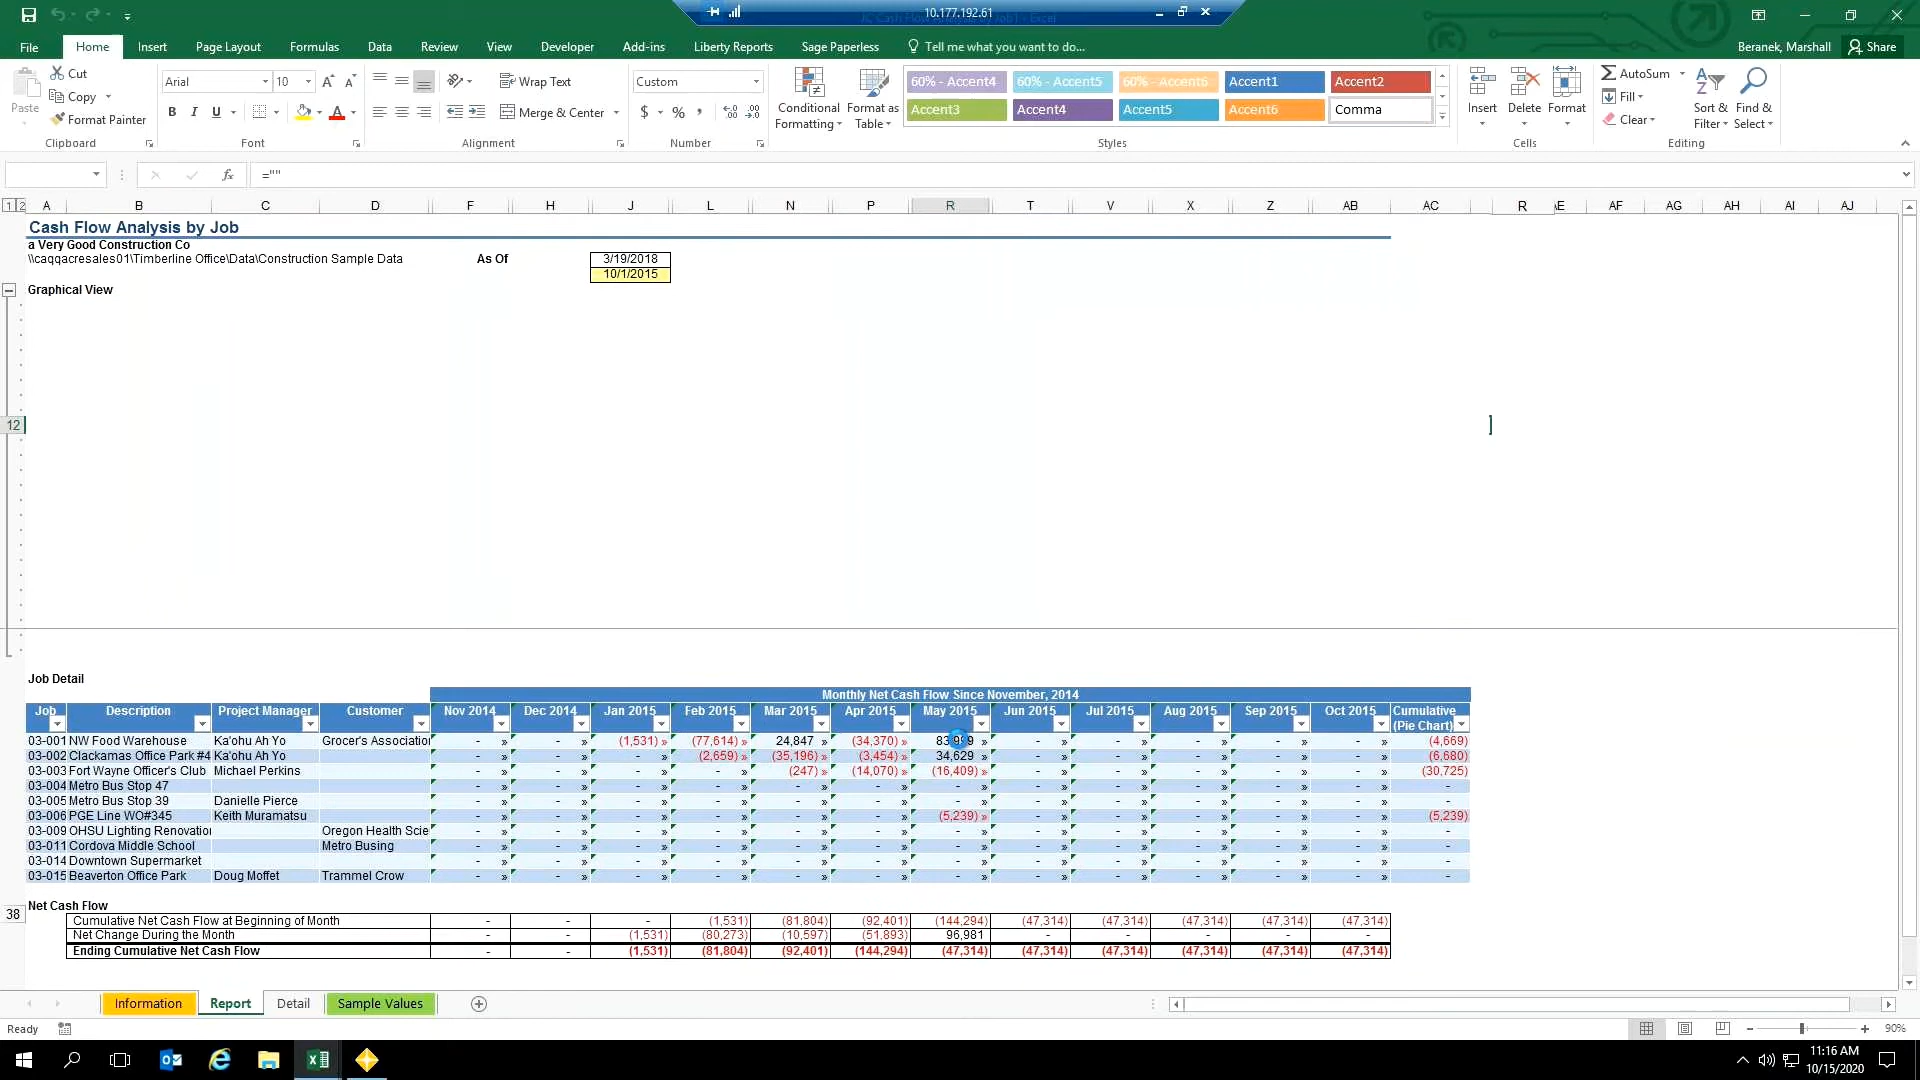 10.177.192.61
File Home Insert Page Layout Formulas Data Review View Developer Add-ins Liberty Reports Sage Paperless Tell me what you want to do... Beranek, Marshall Share
Paste Cut Copy Format Painter Clipboard
Arial 10 B I U A Font
Wrap Text Merge & Center Alignment
Custom $ % Number
Conditional Formatting Format as Table
60% - Accent4 60% - Accent5 60% - Accent6 Accent1 Accent2
Accent3 Accent4 Accent5 Accent6 Comma
Styles
Insert Delete Format Cells
AutoSum Fill Clear Sort & Filter Find & Select Editing
fx =""
1 2 A B C D F H J L N P R T V X Z AB AC R AE AF AG AH AI AJ
Cash Flow Analysis by Job
a Very Good Construction Co
\\caqqacresales01\Timberline Office\Data\Construction Sample Data As Of 3/19/2018
10/1/2015
Graphical View
12
Job Detail
Monthly Net Cash Flow Since November, 2014
Job Description Project Manager Customer Nov 2014 Dec 2014 Jan 2015 Feb 2015 Mar 2015 Apr 2015 May 2015 Jun 2015 Jul 2015 Aug 2015 Sep 2015 Oct 2015 Cumulative (Pie Chart)
03-001 NW Food Warehouse Ka'ohu Ah Yo Grocer's Association - » - » (1,531) » (77,614) » 24,847 » (34,370) » » - » - » - » - » - » (4,669)
03-002 Clackamas Office Park #4 Ka'ohu Ah Yo - » - » - » (2,659) » (35,196) » (3,454) » 34,629 » - » - » - » - » - » (6,680)
03-003 Fort Wayne Officer's Club Michael Perkins - » - » - » - » (247) » (14,070) » (16,409) » - » - » - » - » - » (30,725)
03-004 Metro Bus Stop 47 - » - » - » - » - » - » - » - » - » - » - » - » -
03-005 Metro Bus Stop 39 Danielle Pierce - » - » - » - » - » - » - » - » - » - » - » - » -
03-006 PGE Line WO#345 Keith Muramatsu - » - » - » - » - » - » (5,239) » - » - » - » - » - » (5,239)
03-009 OHSU Lighting Renovation Oregon Health Scie - » - » - » - » - » - » - » - » - » - » - » - » -
03-011 Cordova Middle School Metro Busing - » - » - » - » - » - » - » - » - » - » - » - » -
03-014 Downtown Supermarket - » - » - » - » - » - » - » - » - » - » - » - » -
03-015 Beaverton Office Park Doug Moffet Trammel Crow - » - » - » - » - » - » - » - » - » - » - » - » -
Net Cash Flow
38
Cumulative Net Cash Flow at Beginning of Month - - - (1,531) (81,804) (92,401) (144,294) (47,314) (47,314) (47,314) (47,314) (47,314)
Net Change During the Month - - (1,531) (80,273) (10,597) (51,893) 96,981 - - - - -
Ending Cumulative Net Cash Flow - - (1,531) (81,804) (92,401) (144,294) (47,314) (47,314) (47,314) (47,314) (47,314) (47,314)
Information Report Detail Sample Values
Ready 90%
11:16 AM
10/15/2020